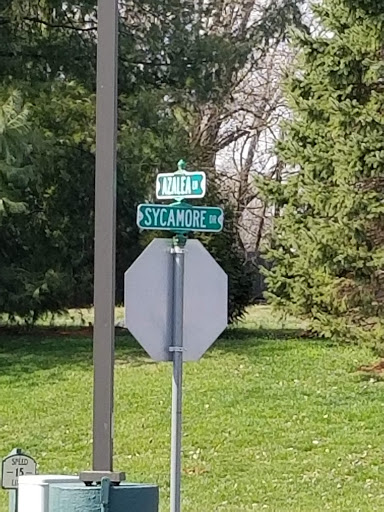 AZALEA DR
SYCAMORE DR
SPEED
15